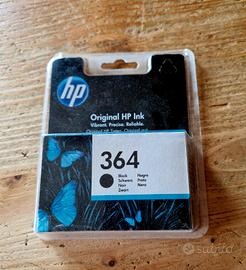 hp
Original HP Ink
Vibrant. Precise. Reliable.
364
Black Negro
Schwarz Preto
Noir Nero
Zwart
subito